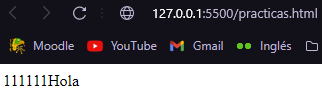 127.0.0.1:5500/practicas.html
Moodle YouTube Gmail Inglés
111111Hola